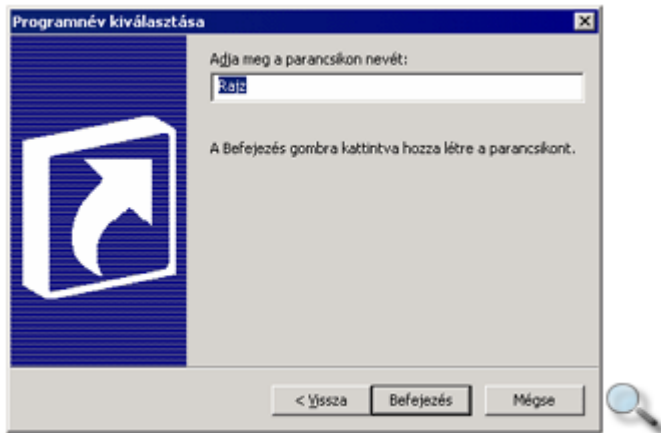 Programnév kiválasztása
Adja meg a parancsikon nevét:
Rajz
A Befejezés gombra kattintva hozza létre a parancsikont.
< Vissza
Befejezés
Mégse